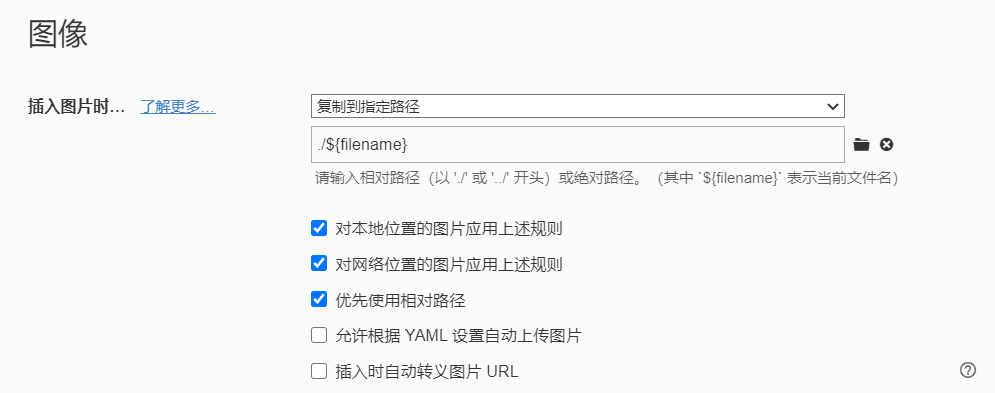 图像
插入图片时... 了解更多...
复制到指定路径
./${filename}
请输入相对路径（以 './' 或 '../' 开头）或绝对路径。（其中 `${filename}` 表示当前文件名）
对本地位置的图片应用上述规则
对网络位置的图片应用上述规则
优先使用相对路径
允许根据 YAML 设置自动上传图片
插入时自动转义图片 URL